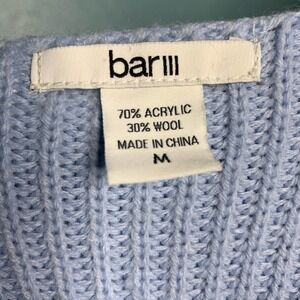 bar III
70% ACRYLIC
30% WOOL
MADE IN CHINA
M